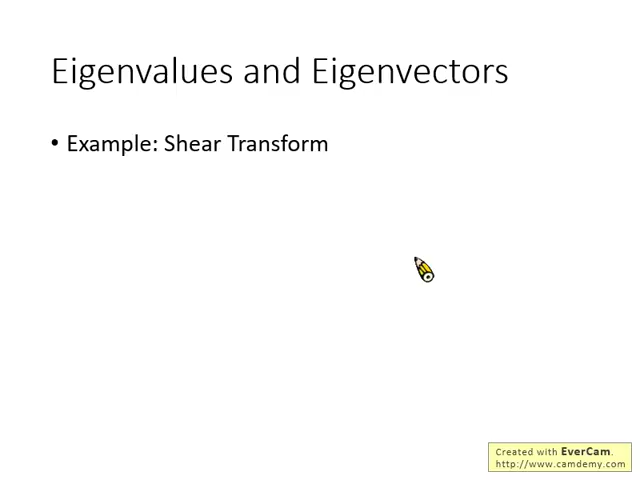 Eigenvalues and Eigenvectors
• Example: Shear Transform
Created with EverCam.
http://www.camdemy.com